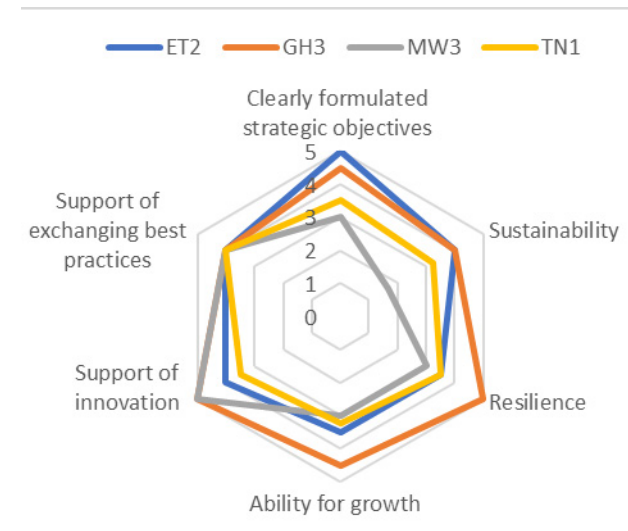 ET2 GH3 MW3 TN1
Clearly formulated
strategic objectives
5
4
3
2
1
0
Support of
exchanging best
practices
Sustainability
Support of
innovation
Resilience
Ability for growth